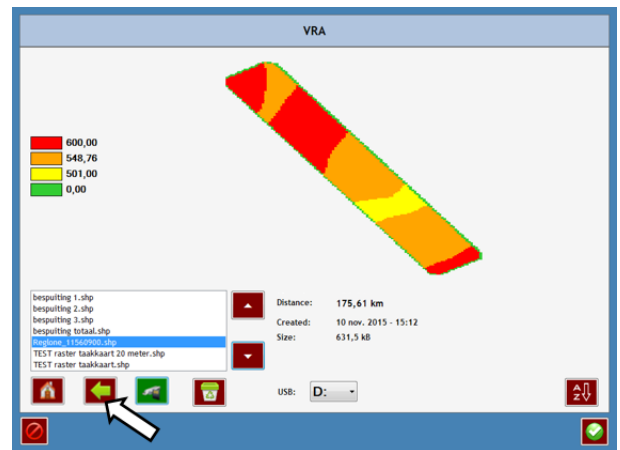 VRA
600,00
548,76
501,00
0,00
bespuiting 1.shp
bespuiting 2.shp
bespuiting 3.shp
bespuiting totaal.shp
Reglone_11560900.shp
TEST raster taakkaart 20 meter.shp
TEST raster taakkaart.shp
Distance: 175,61 km
Created: 10 nov. 2015 - 15:12
Size: 631,5 kB
USB: D:
A
Z